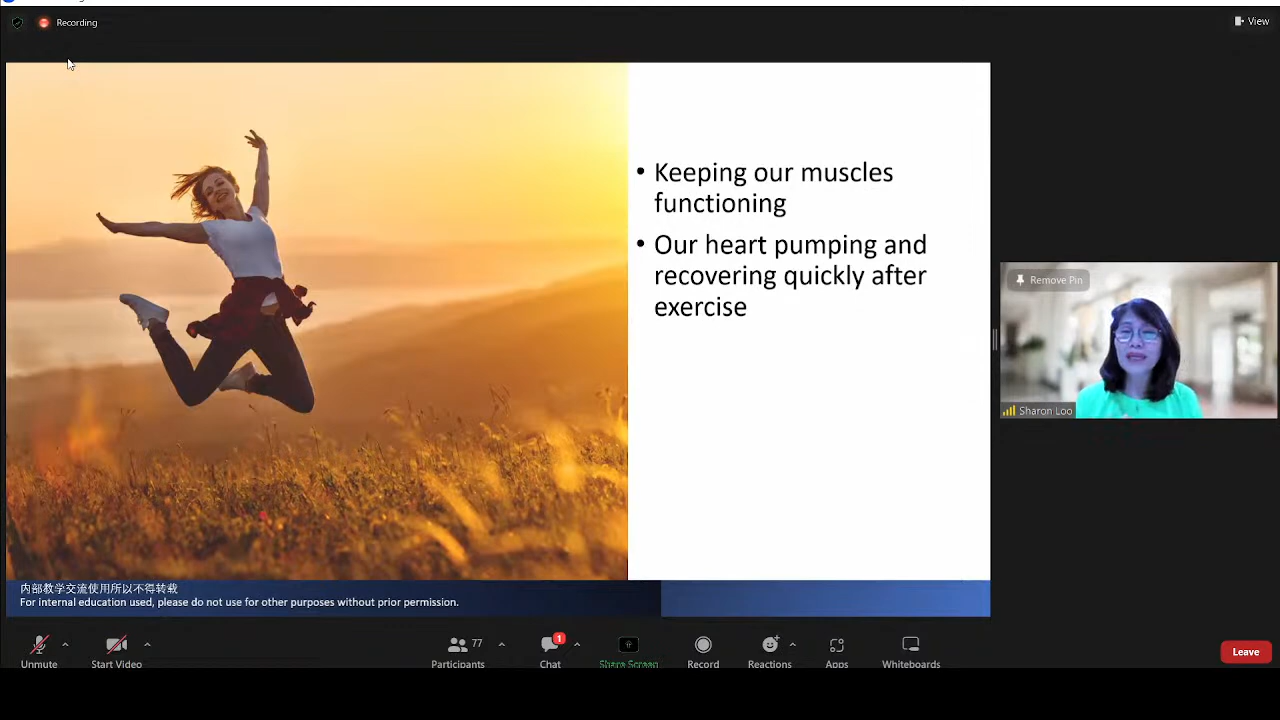 Recording
View
• Keeping our muscles
functioning
• Our heart pumping and
recovering quickly after
exercise
Remove Pin
Sharon Loo
内部教学交流使用所以不得转载
For internal education used, please do not use for other purposes without prior permission.
Unmute
Start Video
77
Participants
1
Chat
Share Screen
Record
Reactions
Apps
Whiteboards
Leave